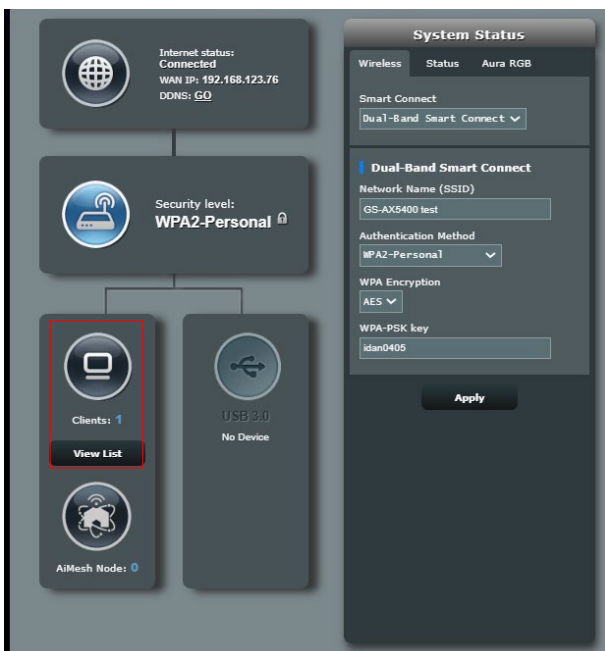 Internet status:
Connected
WAN IP: 192.168.123.76
DDNS: GO
Security level:
WPA2-Personal
Clients: 1
View List
AiMesh Node: 0
USB 3.0
No Device
System Status
Wireless Status Aura RGB
Smart Connect
Dual-Band Smart Connect
Dual-Band Smart Connect
Network Name (SSID)
GS-AX5400 test
Authentication Method
WPA2-Personal
WPA Encryption
AES
WPA-PSK key
idan0405
Apply